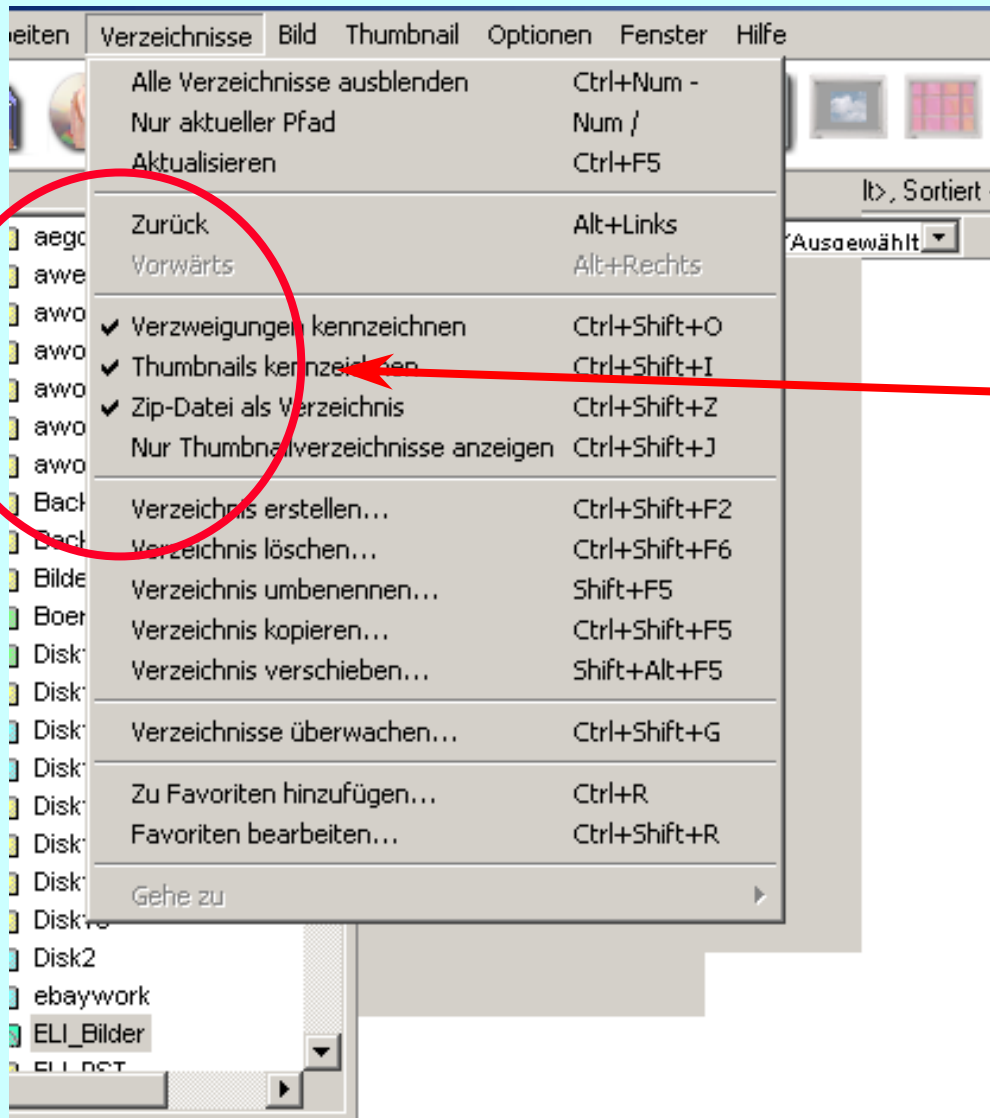 Verzeichnisse Bild Thumbnail Optionen Fenster Hilfe
Alle Verzeichnisse ausblenden Ctrl+Num -
Nur aktueller Pfad Num /
Aktualisieren Ctrl+F5
lt>, Sortiert
Zurück Alt+Links
Ausgewählt
Vorwärts Alt+Rechts
Verzweigungen kennzeichnen Ctrl+Shift+O
Thumbnails kennzeichnen Ctrl+Shift+I
Zip-Datei als Verzeichnis Ctrl+Shift+Z
Nur Thumbnailverzeichnisse anzeigen Ctrl+Shift+J
Verzeichnis erstellen... Ctrl+Shift+F2
Verzeichnis löschen... Ctrl+Shift+F6
Verzeichnis umbenennen... Shift+F5
Verzeichnis kopieren... Ctrl+Shift+F5
Verzeichnis verschieben... Shift+Alt+F5
Verzeichnisse überwachen... Ctrl+Shift+G
Zu Favoriten hinzufügen... Ctrl+R
Favoriten bearbeiten... Ctrl+Shift+R
Gehe zu
Disk2
ebaywork
ELI_Bilder